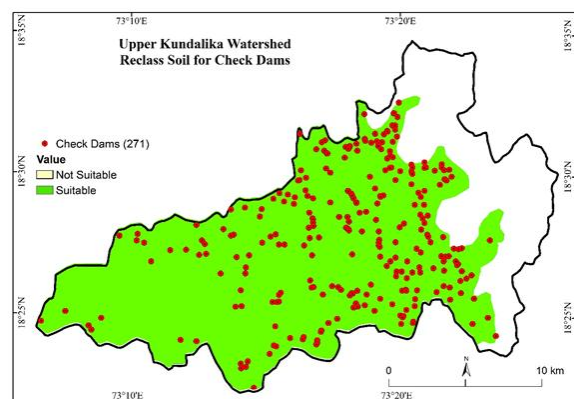 73°10'E 73°20'E
18°35'N 18°35'N
Upper Kundalika Watershed
Reclass Soil for Check Dams
Check Dams (271)
Value
Not Suitable
Suitable
18°30'N 18°30'N
18°25'N 18°25'N
N
0 10 km
73°10'E 73°20'E